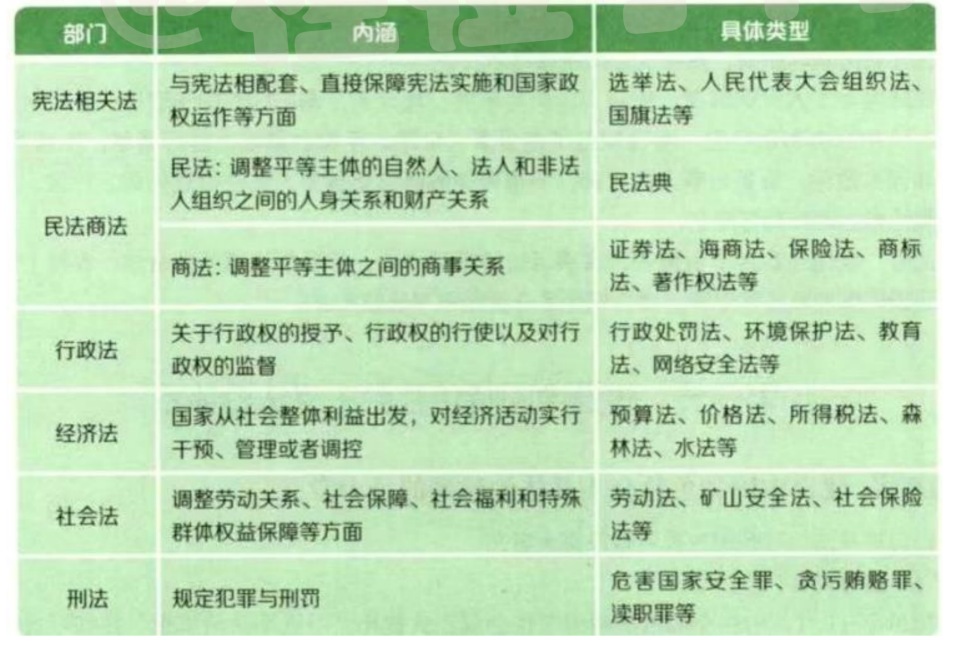 部门
内涵
具体类型
宪法相关法
与宪法相配套、直接保障宪法实施和国家政
权运作等方面
选举法、人民代表大会组织法、
国旗法等
民法商法
民法：调整平等主体的自然人、法人和非法
人组织之间的人身关系和财产关系
民法典
商法：调整平等主体之间的商事关系
证券法、海商法、保险法、商标
法、著作权法等
行政法
关于行政权的授予、行政权的行使以及对行
政权的监督
行政处罚法、环境保护法、教育
法、网络安全法等
经济法
国家从社会整体利益出发，对经济活动实行
干预、管理或者调控
预算法、价格法、所得税法、森
林法、水法等
社会法
调整劳动关系、社会保障、社会福利和特殊
群体权益保障等方面
劳动法、矿山安全法、社会保险
法等
刑法
规定犯罪与刑罚
危害国家安全罪、贪污贿赂罪、
渎职罪等